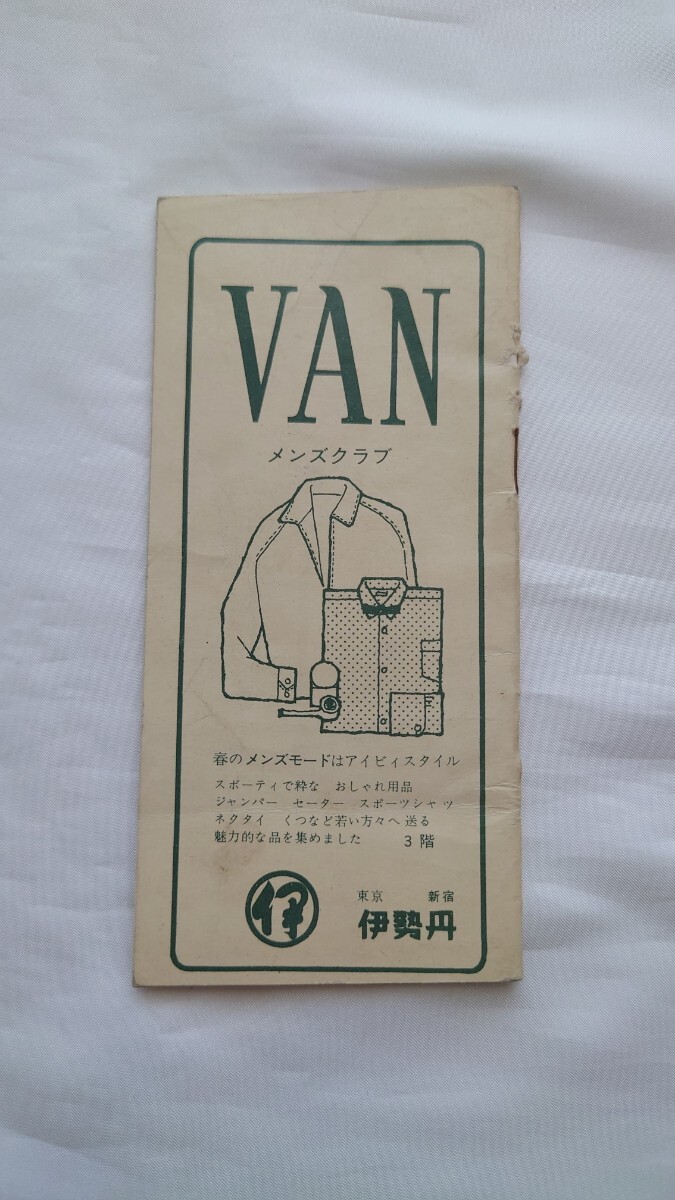 VAN
メンズクラブ
春のメンズモードはアイビィスタイル
スポーティで粋な　おしゃれ用品
ジャンパー　セーター　スポーツシャツ
ネクタイ　くつなど若い方々へ送る
魅力的な品を集めました　3階
伊
東京　新宿
伊勢丹